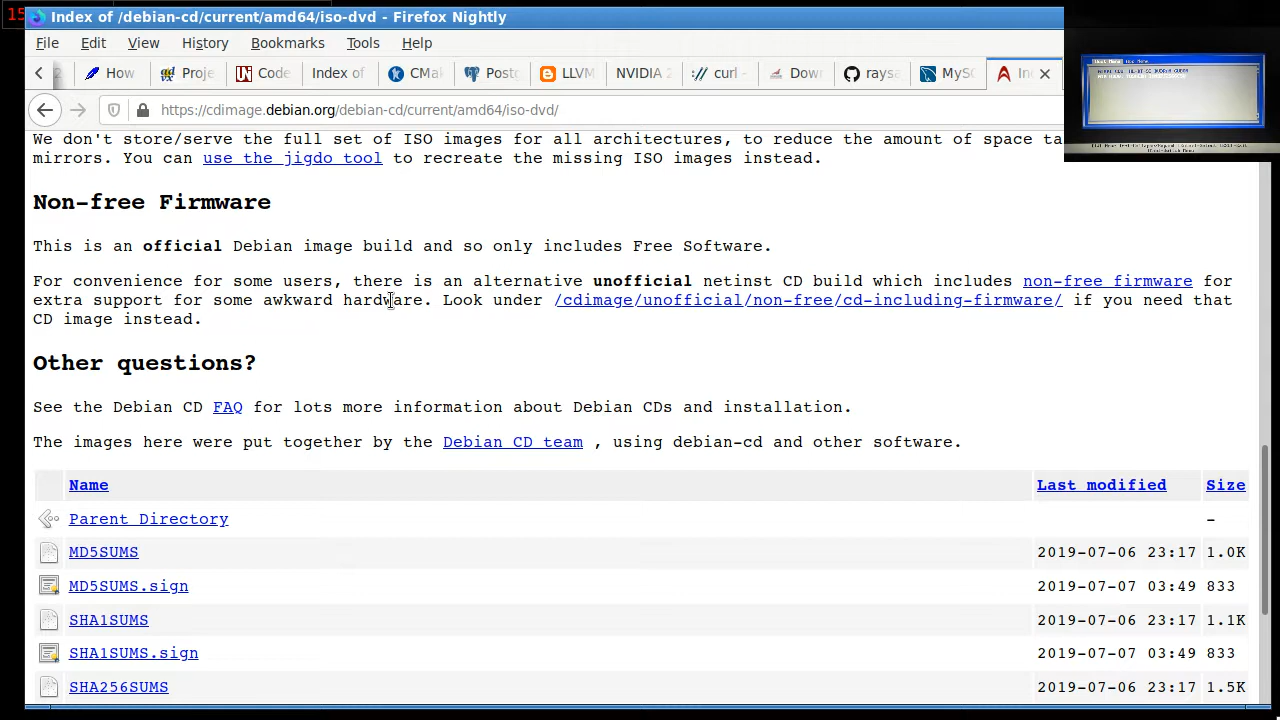 15
Index of /debian-cd/current/amd64/iso-dvd - Firefox Nightly
File Edit View History Bookmarks Tools Help
2 How Proje Code Index of CMa Postg LLVM NVIDIA 2 curl - Dow raysa MyS In
https://cdimage.debian.org/debian-cd/current/amd64/iso-dvd/
We don't store/serve the full set of ISO images for all architectures, to reduce the amount of space ta
mirrors. You can use the jigdo tool to recreate the missing ISO images instead.
Non-free Firmware
This is an official Debian image build and so only includes Free Software.
For convenience for some users, there is an alternative unofficial netinst CD build which includes non-free firmware for
extra support for some awkward hardware. Look under /cdimage/unofficial/non-free/cd-including-firmware/ if you need that
CD image instead.
Other questions?
See the Debian CD FAQ for lots more information about Debian CDs and installation.
The images here were put together by the Debian CD team , using debian-cd and other software.
Name Last modified Size
Parent Directory -
MD5SUMS 2019-07-06 23:17 1.0K
MD5SUMS.sign 2019-07-07 03:49 833
SHA1SUMS 2019-07-06 23:17 1.1K
SHA1SUMS.sign 2019-07-07 03:49 833
SHA256SUMS 2019-07-06 23:17 1.5K